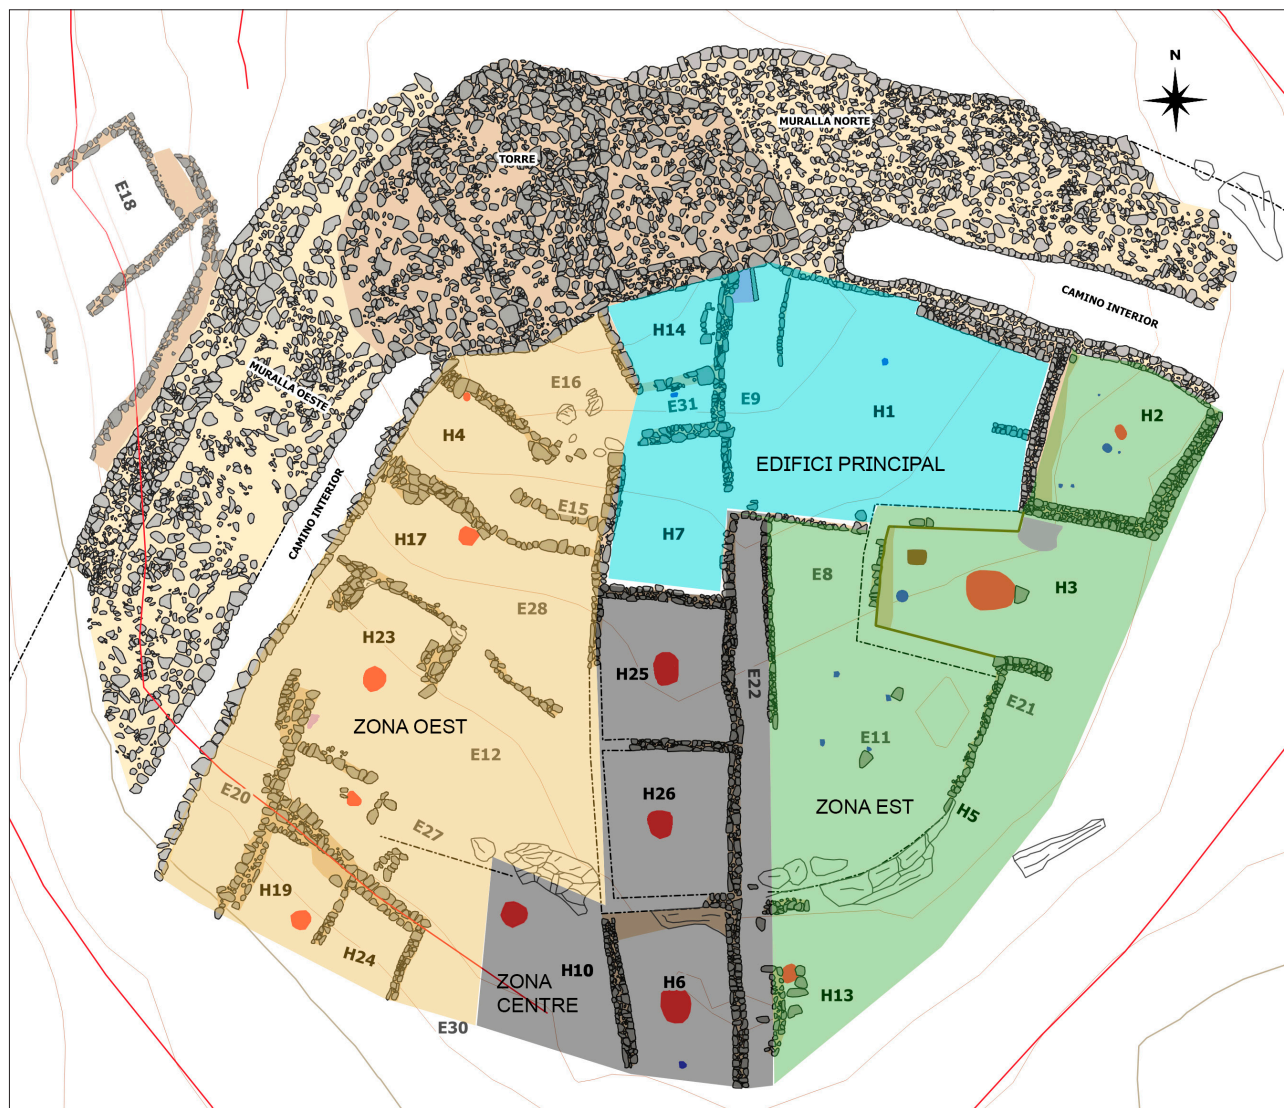 N
MURALLA NORTE
TORRE
E18
CAMINO INTERIOR
H14
E16
E31
E9
H1
H2
MURALLA OESTE
H4
EDIFICI PRINCIPAL
CAMINO INTERIOR
E15
H17
H7
E8
H3
E28
H23
H25
E22
E21
ZONA OEST
E11
E12
E20
H26
ZONA EST
H5
E27
H19
H24
H10
ZONA
CENTRE
H6
H13
E30